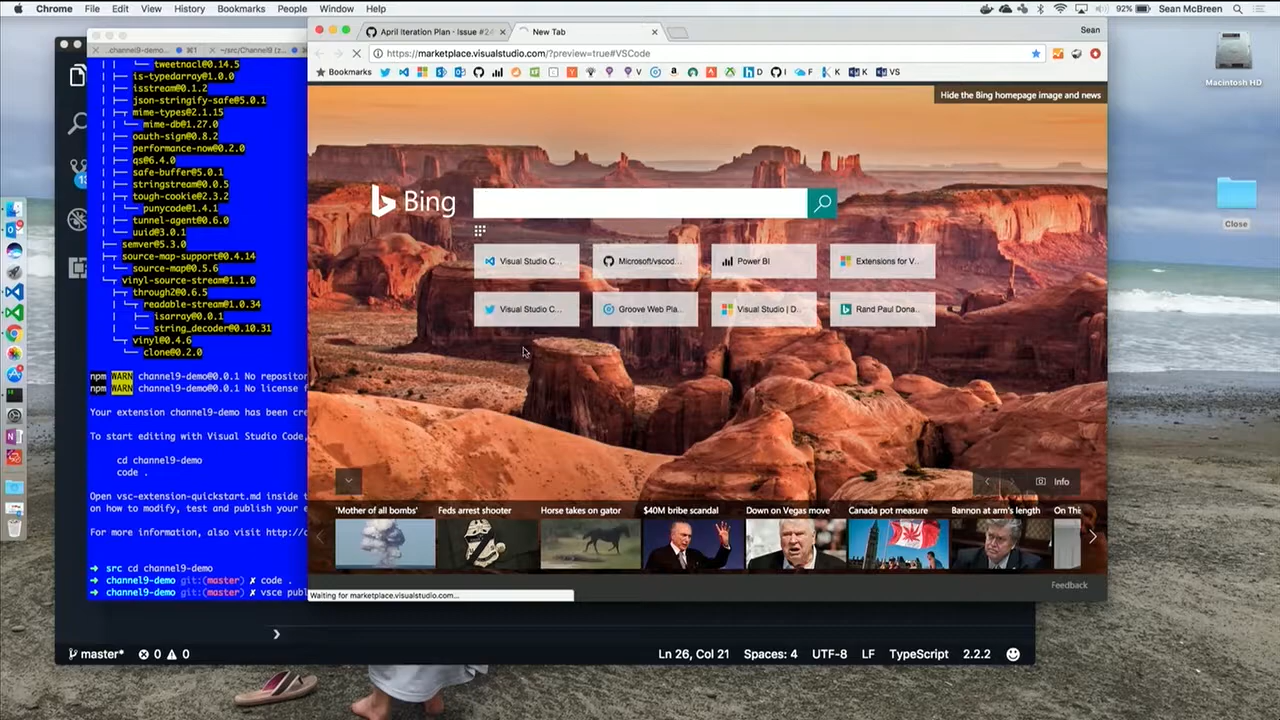 Chrome File Edit View History Bookmarks People Window Help
92% Sean McBreen
..channel9-demo... ⌘1 ~/src/Channel9 (z...
April Iteration Plan · Issue #24 New Tab Sean
https://marketplace.visualstudio.com/?preview=true#VSCode
Bookmarks V D I F K K VS
Hide the Bing homepage image and news
tweetnacl@0.14.5
is-typedarray@1.0.0
isstream@0.1.2
json-stringify-safe@5.0.1
mime-types@2.1.15
mime-db@1.27.0
oauth-sign@0.8.2
performance-now@0.2.0
qs@6.4.0
safe-buffer@5.0.1
stringstream@0.0.5
tough-cookie@2.3.2
punycode@1.4.1
tunnel-agent@0.6.0
uuid@3.0.1
semver@5.3.0
source-map-support@0.4.14
source-map@0.5.6
vinyl-source-stream@1.1.0
through2@0.6.5
readable-stream@1.0.34
isarray@0.0.1
string_decoder@0.10.31
vinyl@0.4.6
clone@0.2.0
npm WARN channel9-demo@0.0.1 No repositor
npm WARN channel9-demo@0.0.1 No license f
Your extension channel9-demo has been cre
To start editing with Visual Studio Code,
cd channel9-demo
code .
Open vsc-extension-quickstart.md inside t
on how to modify, test and publish your e
For more information, also visit http://c
→ src cd channel9-demo
→ channel9-demo git:(master) ✗ code .
→ channel9-demo git:(master) ✗ vsce publ
Bing
Visual Studio C... Microsoft/vscod... Power BI Extensions for V...
Visual Studio C... Groove Web Pla... Visual Studio | D... Rand Paul Dona...
Info
'Mother of all bombs' Feds arrest shooter Horse takes on gator $40M bribe scandal Down on Vegas move Canada pot measure Bannon at arm's length On Thi
Feedback
Waiting for marketplace.visualstudio.com...
master* 0 0 Ln 26, Col 21 Spaces: 4 UTF-8 LF TypeScript 2.2.2
Macintosh HD
Close